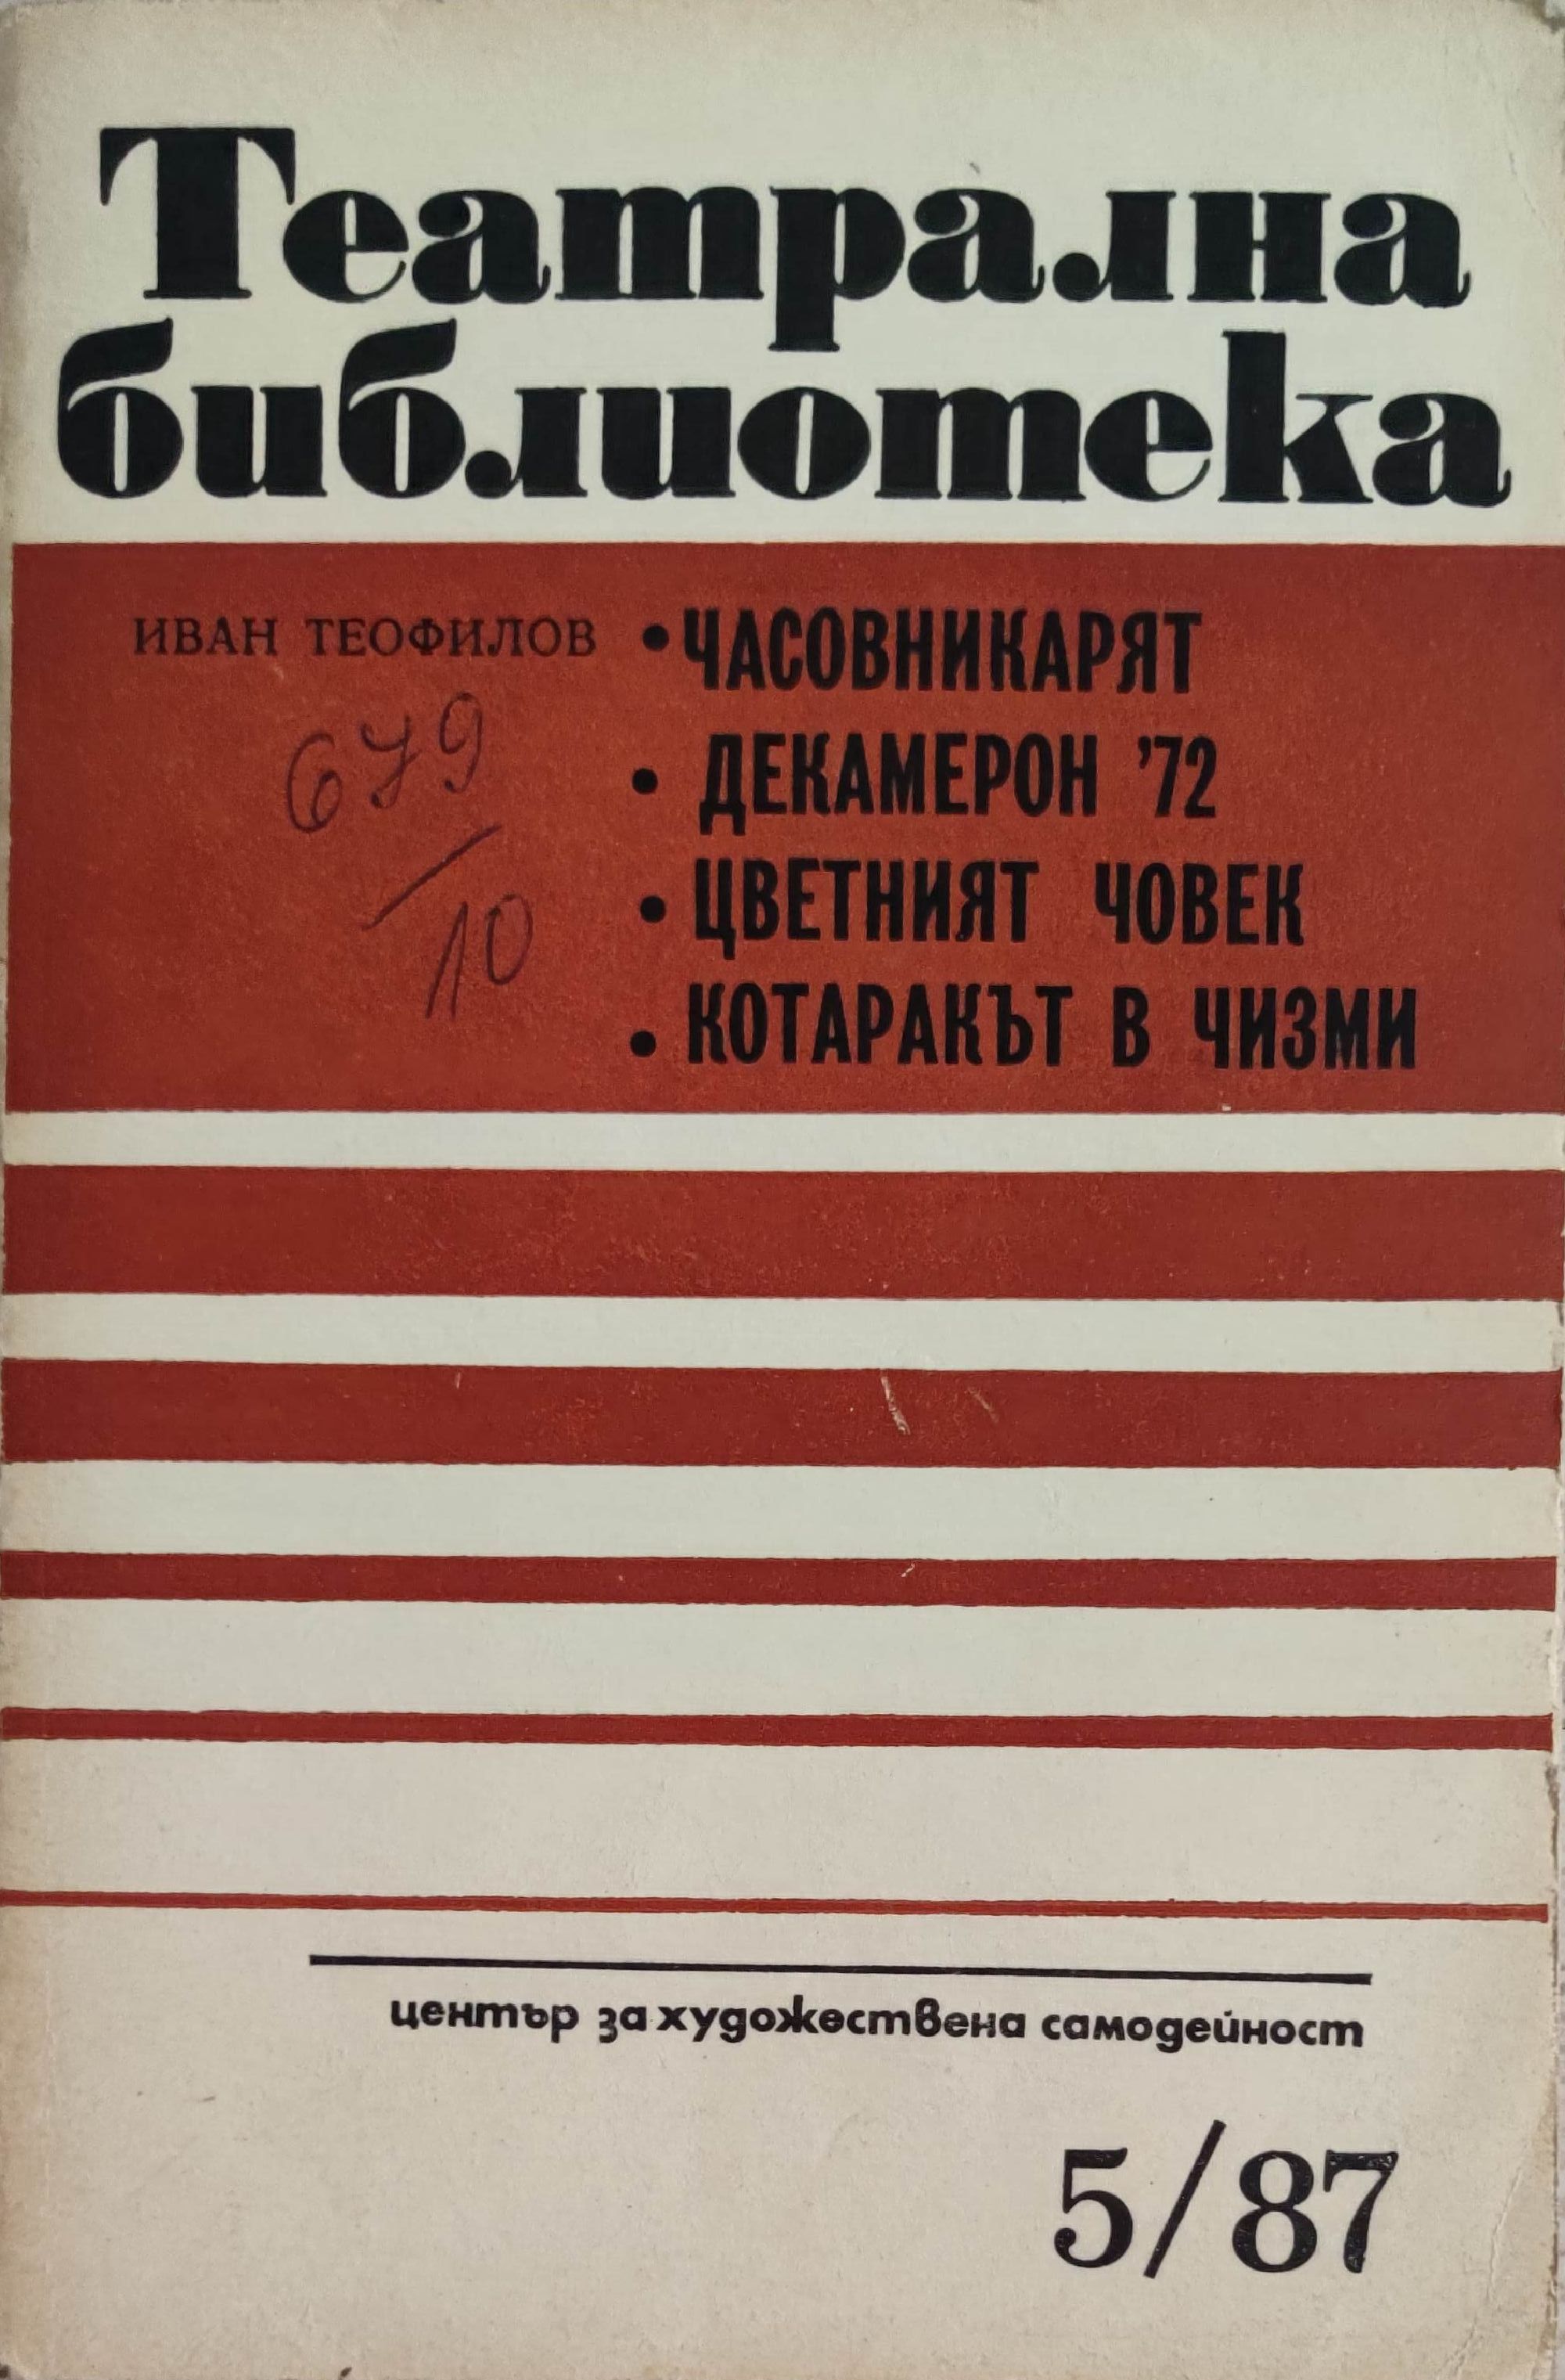 Театрална
библиотека
ИВАН ТЕОФИЛОВ • ЧАСОВНИКАРЯТ
679
• ДЕКАМЕРОН '72
/
• ЦВЕТНИЯТ ЧОВЕК
10
• КОТАРАКЪТ В ЧИЗМИ
център за художествена самодейност
5/87